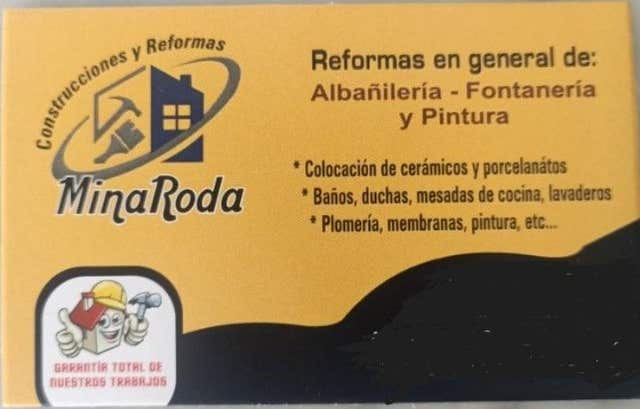 Construcciones y Reformas
MinaRoda
Reformas en general de:
Albañilería - Fontanería
y Pintura
* Colocación de cerámicos y porcelanátos
* Baños, duchas, mesadas de cocina, lavaderos
* Plomería, membranas, pintura, etc...
GARANTÍA TOTAL DE
NUESTROS TRABAJOS